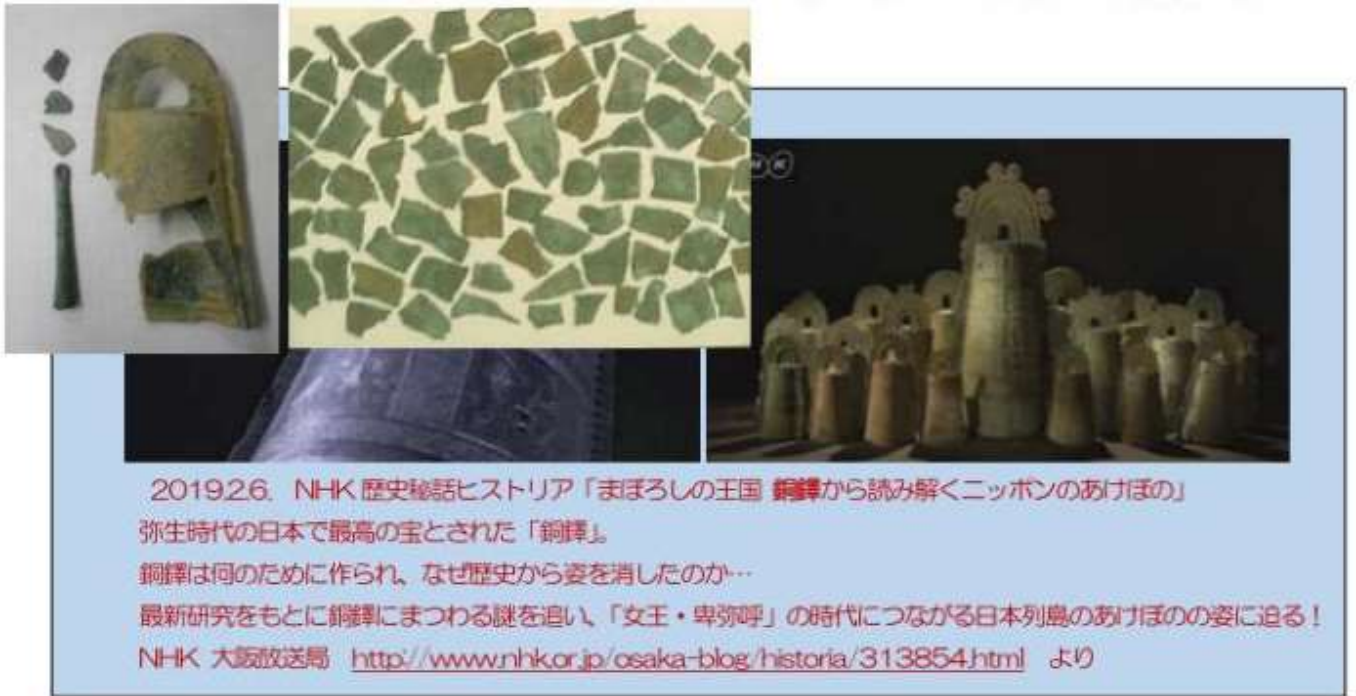 2019.2.6. NHK 歴史秘話ヒストリア「まぼろしの王国 銅鐸から読み解くニッポンのあけぼの」
弥生時代の日本で最高の宝とされた「銅鐸」。
銅鐸は何のために作られ、なぜ歴史から姿を消したのか…
最新研究をもとに銅鐸にまつわる謎を追い、「女王・卑弥呼」の時代につながる日本列島のあけぼのの姿に迫る！
NHK 大阪放送局 http://www.nhk.or.jp/osaka-blog/historia/313854.html より